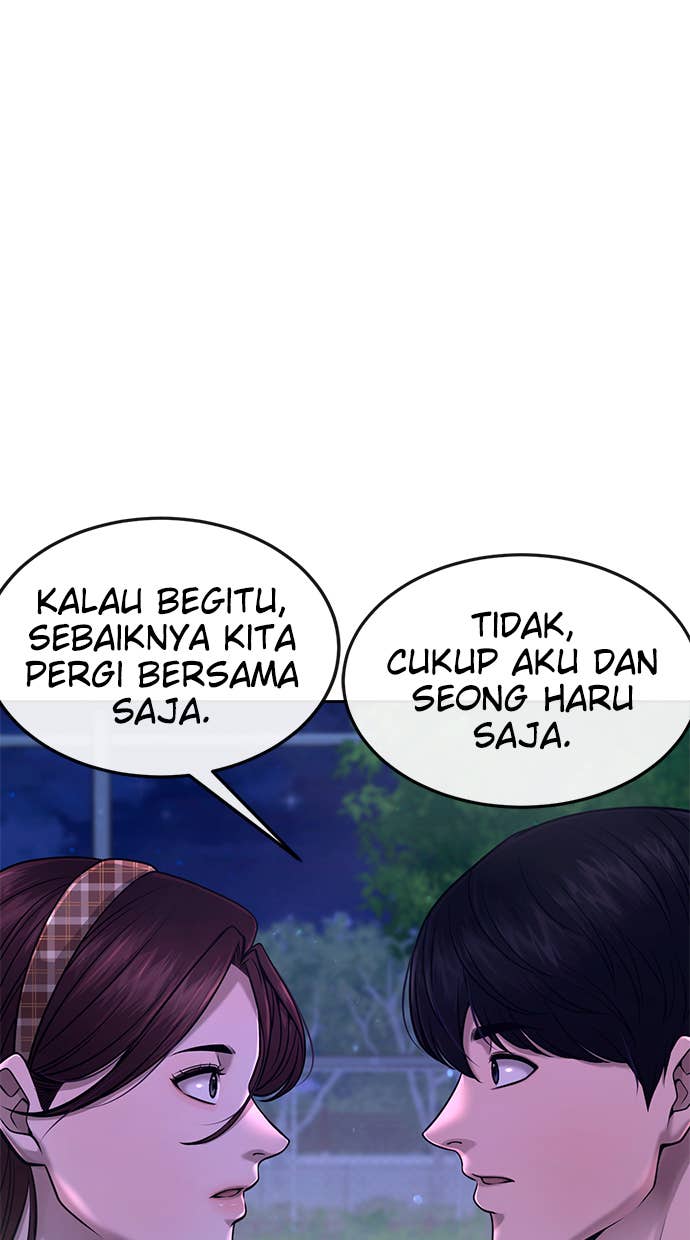 KALAU BEGITU,
SEBAIKNYA KITA
PERGI BERSAMA
SAJA.
TIDAK,
CUKUP AKU DAN
SEONG HARU
SAJA.